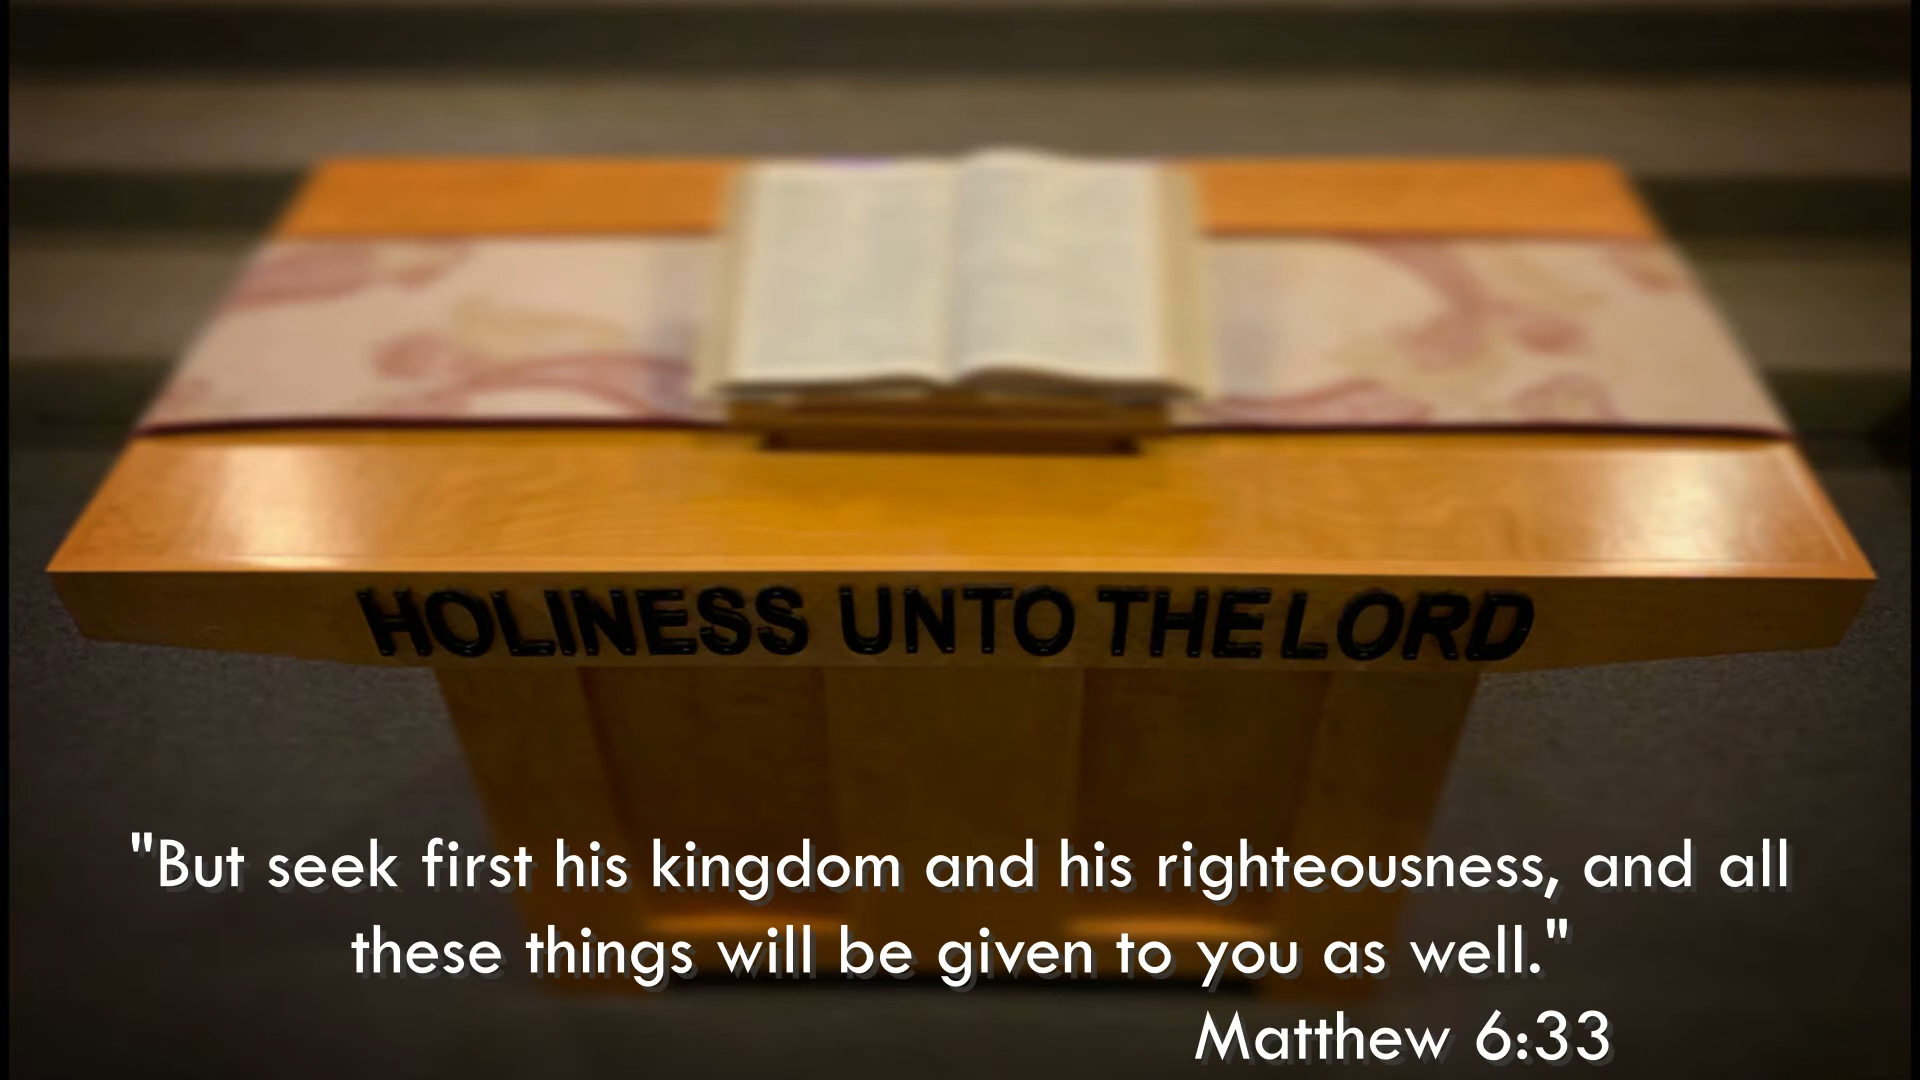 HOLINESS UNTO THE LORD
"But seek first his kingdom and his righteousness, and all
these things will be given to you as well."
Matthew 6:33